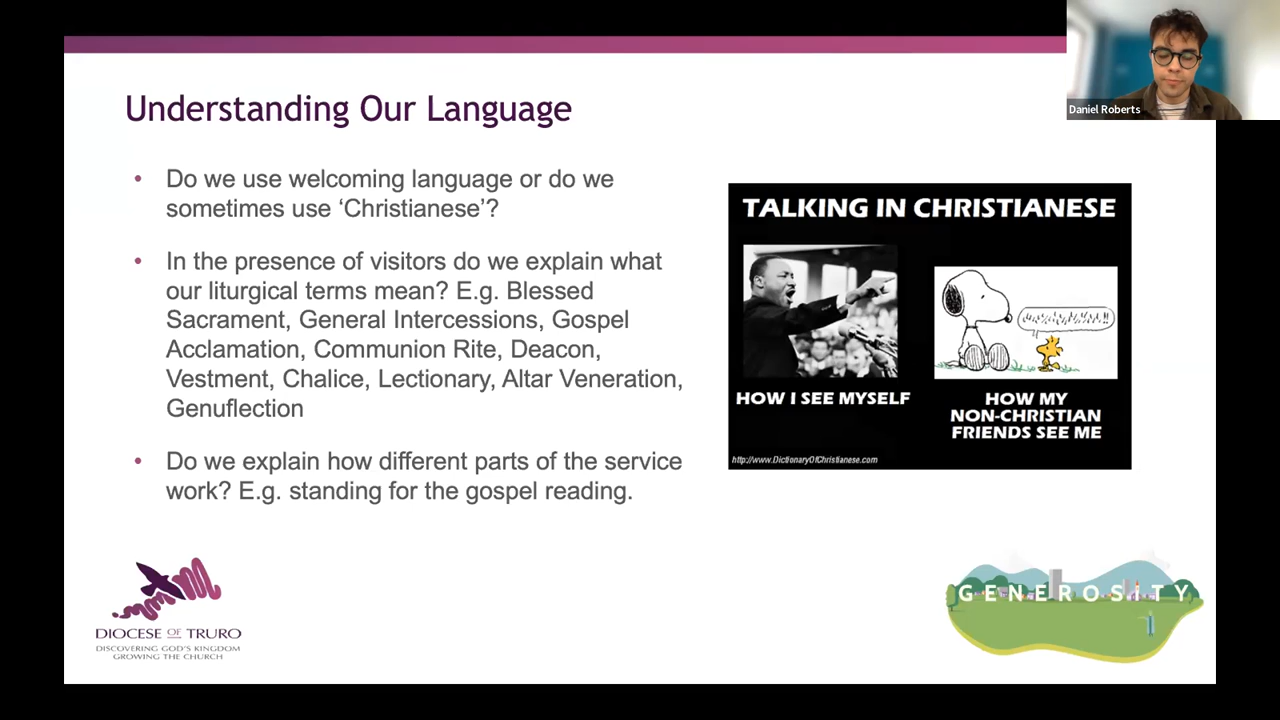 Understanding Our Language
• Do we use welcoming language or do we
sometimes use ‘Christianese’?
• In the presence of visitors do we explain what
our liturgical terms mean? E.g. Blessed
Sacrament, General Intercessions, Gospel
Acclamation, Communion Rite, Deacon,
Vestment, Chalice, Lectionary, Altar Veneration,
Genuflection
• Do we explain how different parts of the service
work? E.g. standing for the gospel reading.
TALKING IN CHRISTIANESE
HOW I SEE MYSELF
HOW MY
NON-CHRISTIAN
FRIENDS SEE ME
http://www.DictionaryOfChristianese.com
Daniel Roberts
DIOCESE OF TRURO
DISCOVERING GOD'S KINGDOM
GROWING THE CHURCH
GENEROSITY